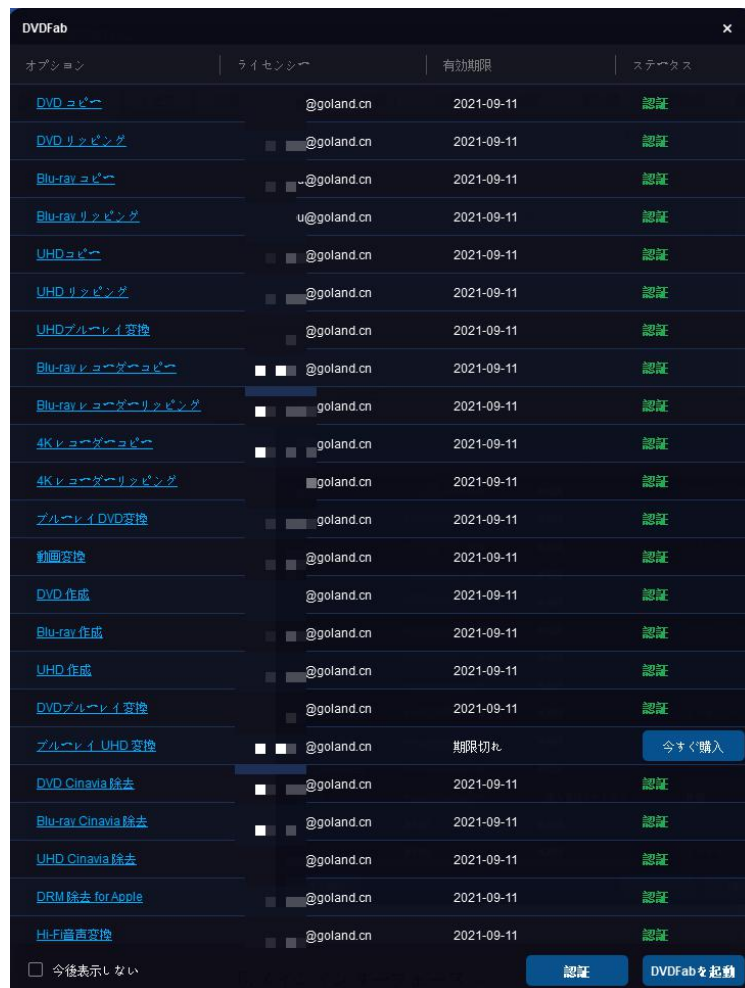 DVDFab ×
オプション ライセンシー 有効期限 ステータス
DVD コピー @goland.cn 2021-09-11 認証
DVD リッピング @goland.cn 2021-09-11 認証
Blu-ray コピー @goland.cn 2021-09-11 認証
Blu-ray リッピング u@goland.cn 2021-09-11 認証
UHDコピー @goland.cn 2021-09-11 認証
UHD リッピング @goland.cn 2021-09-11 認証
UHDブルーレイ変換 @goland.cn 2021-09-11 認証
Blu-ray レコーダーコピー @goland.cn 2021-09-11 認証
Blu-ray レコーダーリッピング goland.cn 2021-09-11 認証
4Kレコーダーコピー goland.cn 2021-09-11 認証
4Kレコーダーリッピング goland.cn 2021-09-11 認証
ブルーレイDVD変換 goland.cn 2021-09-11 認証
動画変換 @goland.cn 2021-09-11 認証
DVD 作成 @goland.cn 2021-09-11 認証
Blu-ray 作成 @goland.cn 2021-09-11 認証
UHD 作成 @goland.cn 2021-09-11 認証
DVDブルーレイ変換 @goland.cn 2021-09-11 認証
ブルーレイ UHD 変換 @goland.cn 期限切れ 今すぐ購入
DVD Cinavia 除去 @goland.cn 2021-09-11 認証
Blu-ray Cinavia 除去 @goland.cn 2021-09-11 認証
UHD Cinavia 除去 @goland.cn 2021-09-11 認証
DRM 除去 for Apple @goland.cn 2021-09-11 認証
Hi-Fi音声変換 @goland.cn 2021-09-11 認証
今後表示しない 認証 DVDFabを起動